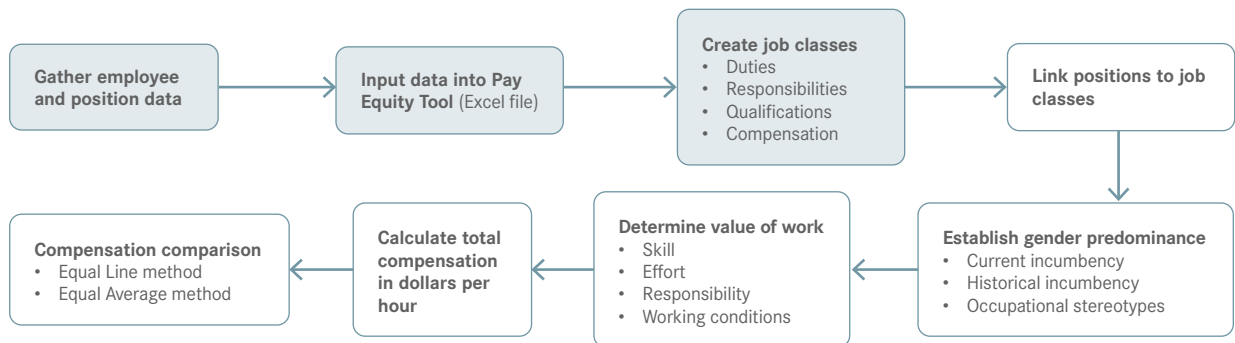 Gather employee
and position data
Input data into Pay
Equity Tool (Excel file)
Create job classes
• Duties
• Responsibilities
• Qualifications
• Compensation
Link positions to job
classes
Establish gender predominance
• Current incumbency
• Historical incumbency
• Occupational stereotypes
Determine value of work
• Skill
• Effort
• Responsibility
• Working conditions
Calculate total
compensation
in dollars per
hour
Compensation comparison
• Equal Line method
• Equal Average method